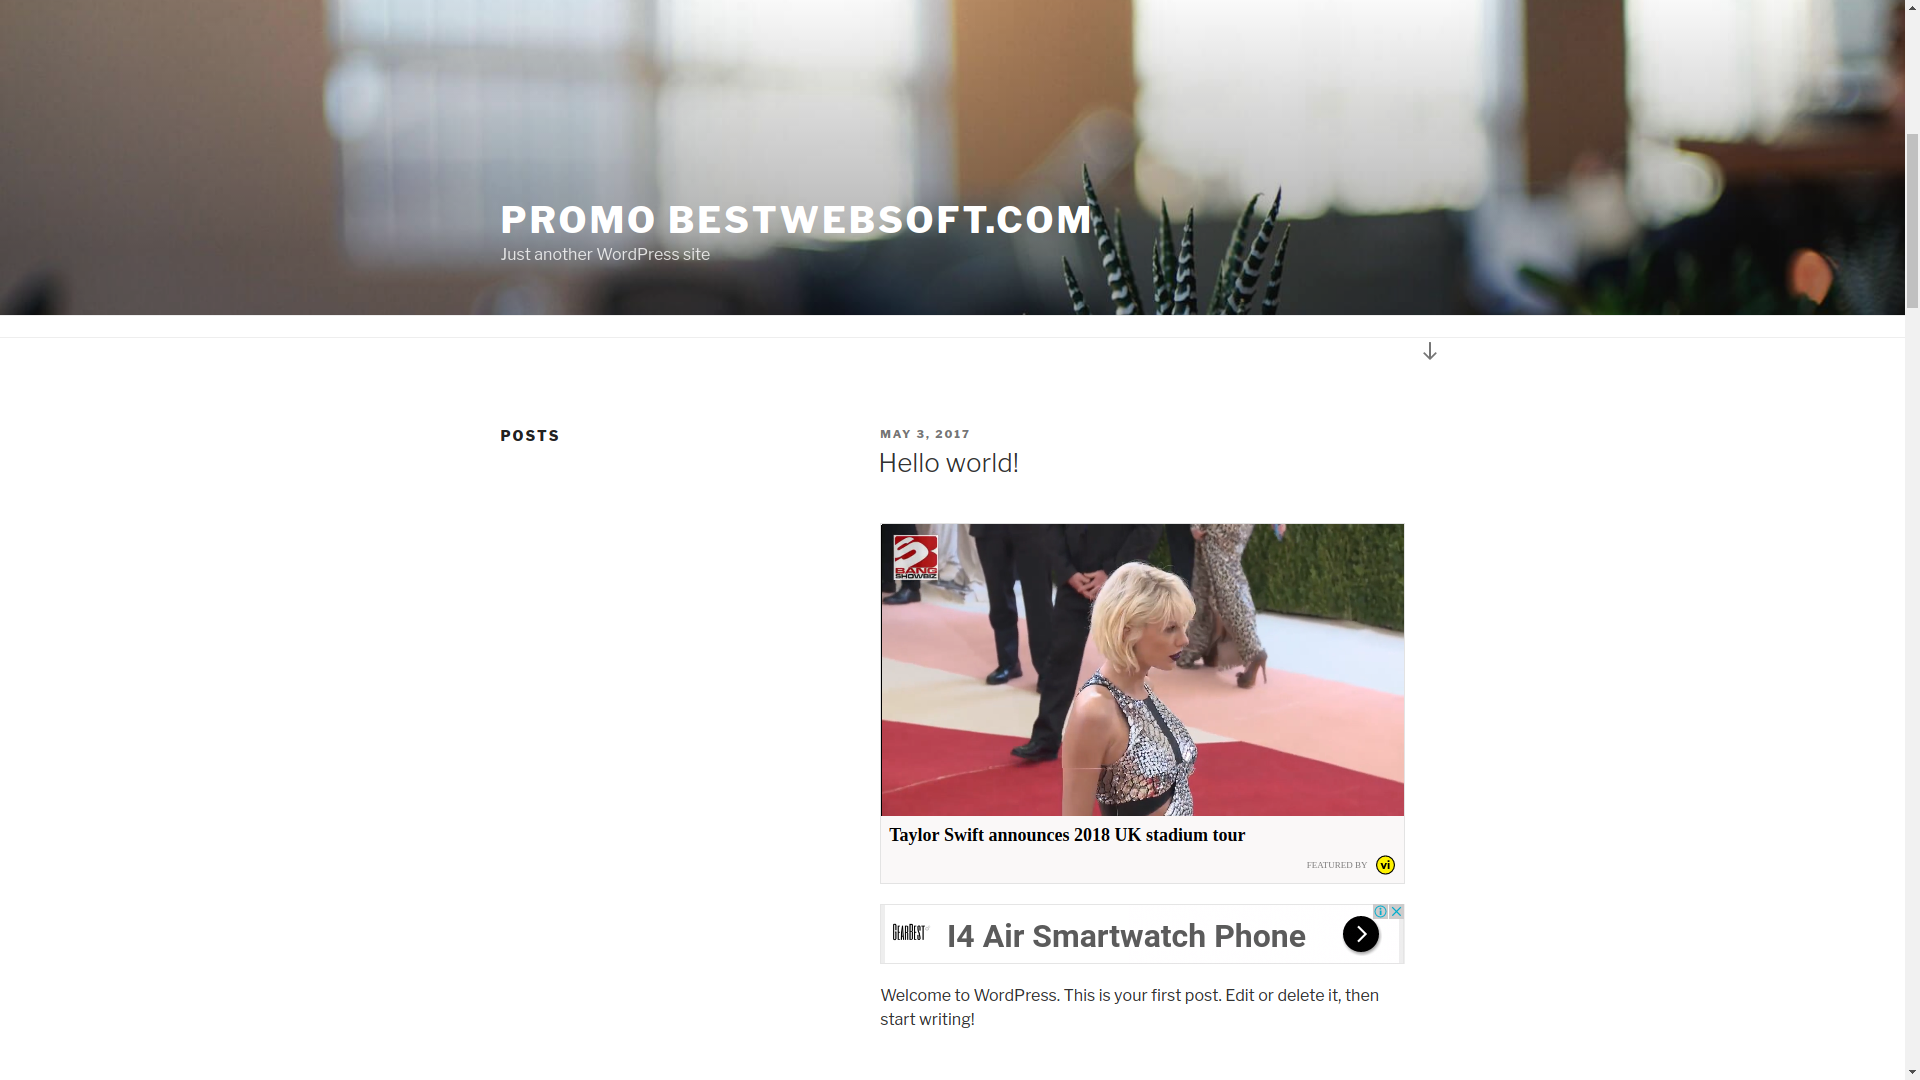 PROMO BESTWEBSOFT.COM
Just another WordPress site
POSTS
MAY 3, 2017
Hello world!
BANG
SHOWBIZ
Taylor Swift announces 2018 UK stadium tour
FEATURED BY vi
GEARBEST
I4 Air Smartwatch Phone
Welcome to WordPress. This is your first post. Edit or delete it, then
start writing!